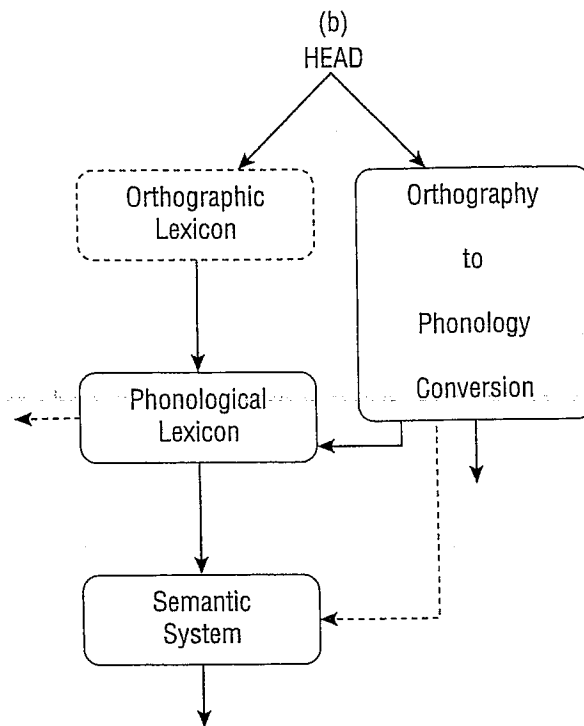 (b)
HEAD
Orthographic
Lexicon
Orthography
to
Phonology
Conversion
Phonological
Lexicon
Semantic
System